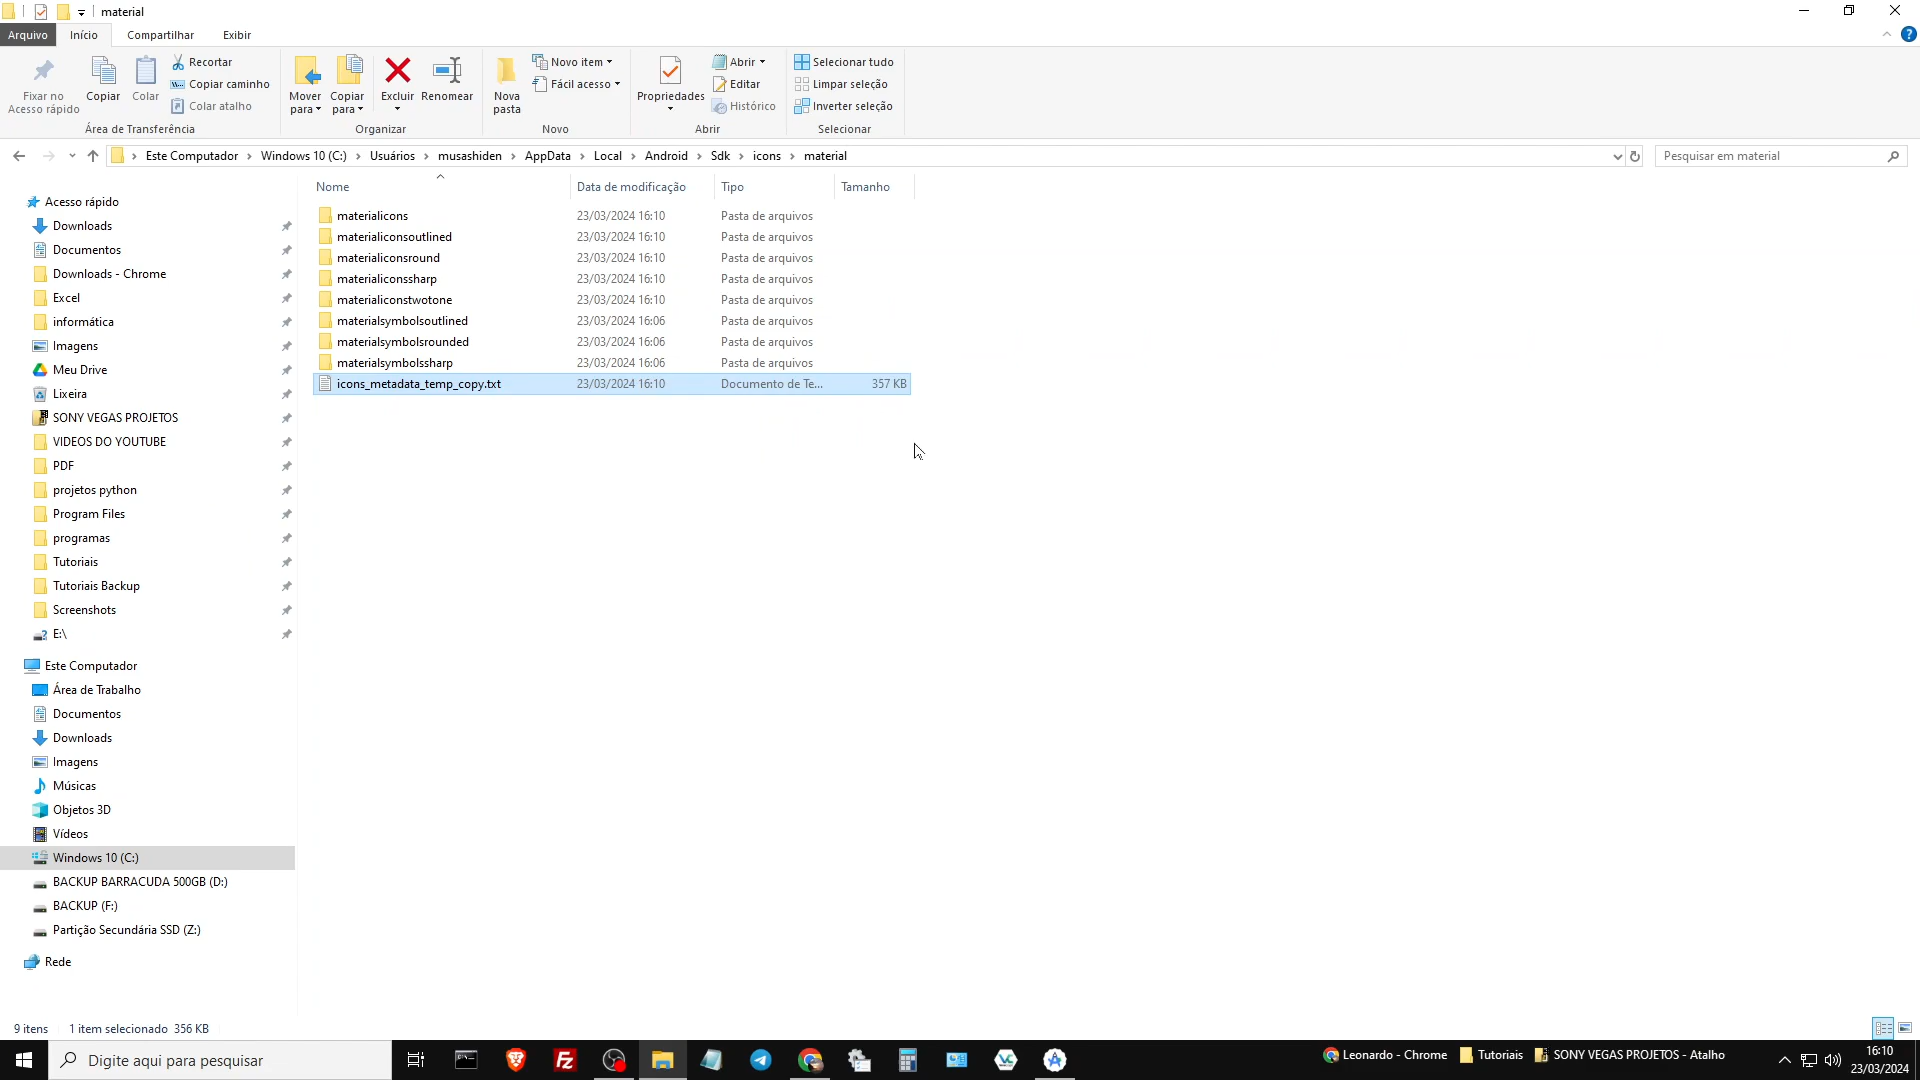 material
Arquivo
Início
Compartilhar
Exibir
Fixar no
Acesso rápido
Copiar
Colar
Recortar
Copiar caminho
Colar atalho
Área de Transferência
Mover
para
Copiar
para
Excluir
Renomear
Organizar
Nova
pasta
Novo item
Fácil acesso
Novo
Propriedades
Abrir
Editar
Histórico
Abrir
Selecionar tudo
Limpar seleção
Inverter seleção
Selecionar
Este Computador
Windows 10 (C:)
Usuários
musashiden
AppData
Local
Android
Sdk
icons
material
Pesquisar em material
Nome
Data de modificação
Tipo
Tamanho
materialicons 23/03/2024 16:10 Pasta de arquivos
materialiconsoutlined 23/03/2024 16:10 Pasta de arquivos
materialiconsround 23/03/2024 16:10 Pasta de arquivos
materialiconssharp 23/03/2024 16:10 Pasta de arquivos
materialiconstwotone 23/03/2024 16:10 Pasta de arquivos
materialsymbolsoutlined 23/03/2024 16:06 Pasta de arquivos
materialsymbolsrounded 23/03/2024 16:06 Pasta de arquivos
materialsymbolssharp 23/03/2024 16:06 Pasta de arquivos
icons_metadata_temp_copy.txt 23/03/2024 16:10 Documento de Te... 357 KB
Acesso rápido
Downloads
Documentos
Downloads - Chrome
Excel
informática
Imagens
Meu Drive
Lixeira
SONY VEGAS PROJETOS
VIDEOS DO YOUTUBE
PDF
projetos python
Program Files
programas
Tutoriais
Tutoriais Backup
Screenshots
E:\
Este Computador
Área de Trabalho
Documentos
Downloads
Imagens
Músicas
Objetos 3D
Vídeos
Windows 10 (C:)
BACKUP BARRACUDA 500GB (D:)
BACKUP (F:)
Partição Secundária SSD (Z:)
Rede
9 itens 1 item selecionado 356 KB
Digite aqui para pesquisar
Leonardo - Chrome
Tutoriais
SONY VEGAS PROJETOS - Atalho
16:10
23/03/2024